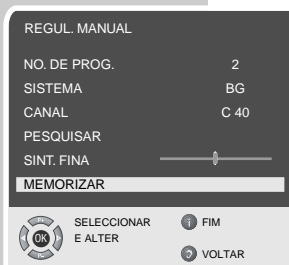 REGUL. MANUAL
NO. DE PROG. 2
SISTEMA BG
CANAL C 40
PESQUISAR
SINT. FINA
MEMORIZAR
P+
OK
P-
SELECCIONAR
E ALTER
i FIM
VOLTAR